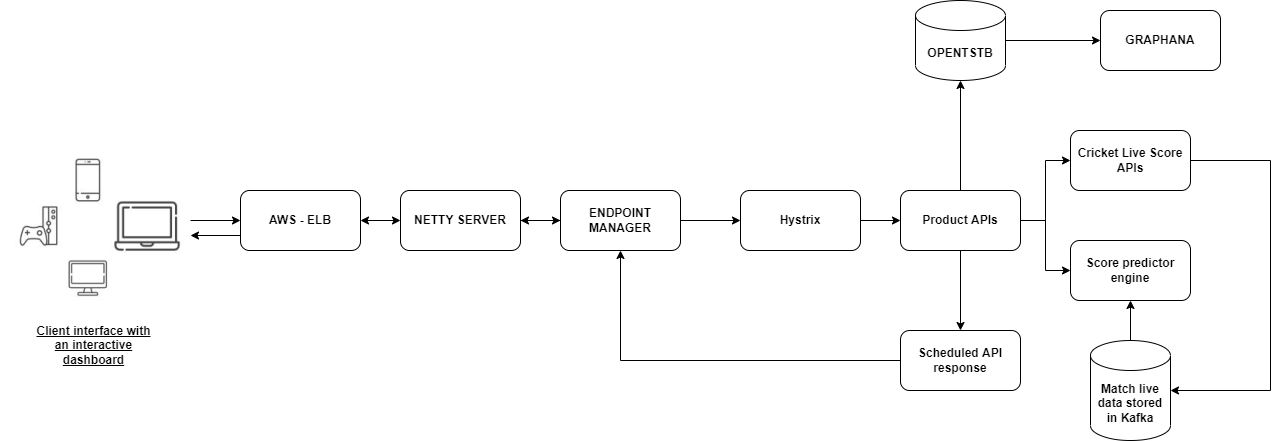 OPENTSTB
GRAPHANA
Cricket Live Score
APIs
AWS - ELB
NETTY SERVER
ENDPOINT
MANAGER
Hystrix
Product APIs
Score predictor
engine
Client interface with
an interactive
dashboard
Scheduled API
response
Match live
data stored
in Kafka